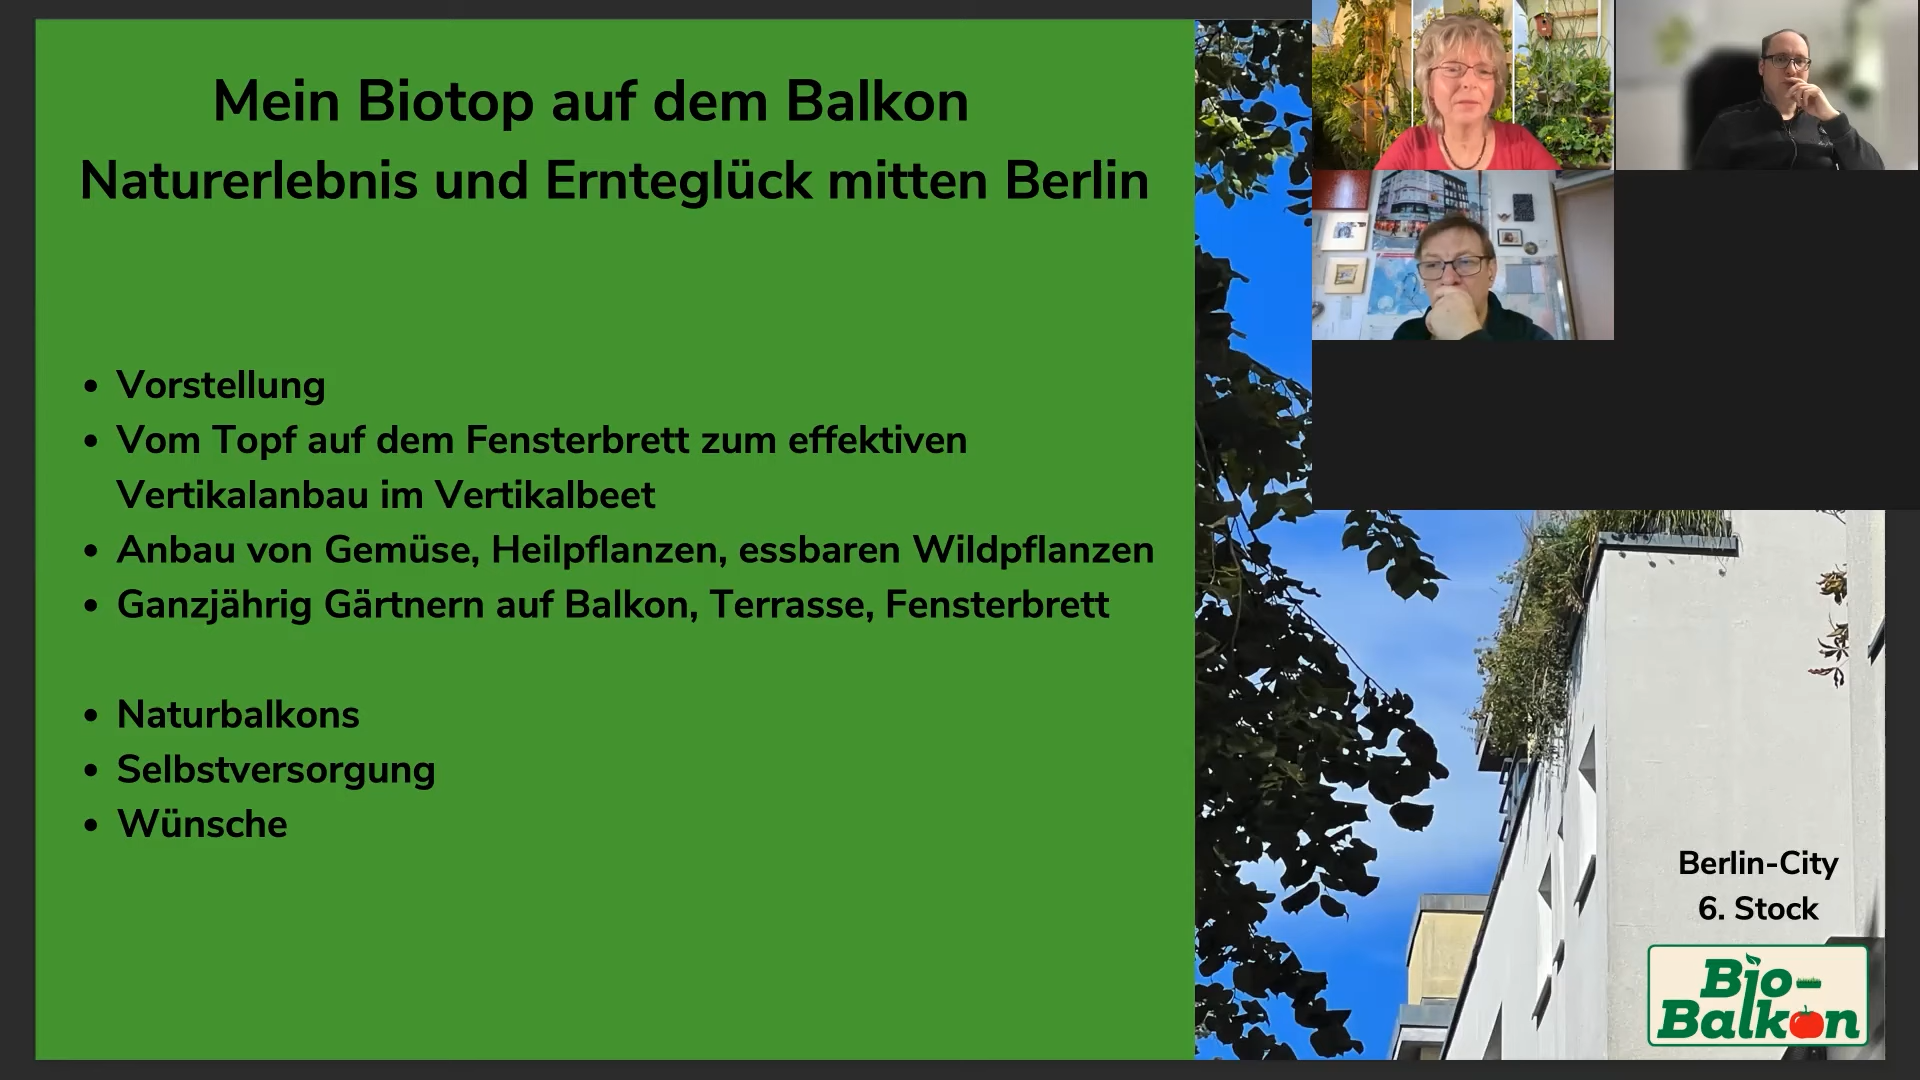 Mein Biotop auf dem Balkon
Naturerlebnis und Ernteglück mitten Berlin
• Vorstellung
• Vom Topf auf dem Fensterbrett zum effektiven
Vertikalanbau im Vertikalbeet
• Anbau von Gemüse, Heilpflanzen, essbaren Wildpflanzen
• Ganzjährig Gärtnern auf Balkon, Terrasse, Fensterbrett
• Naturbalkons
• Selbstversorgung
• Wünsche
Berlin-City
6. Stock
Bio-
Balkon